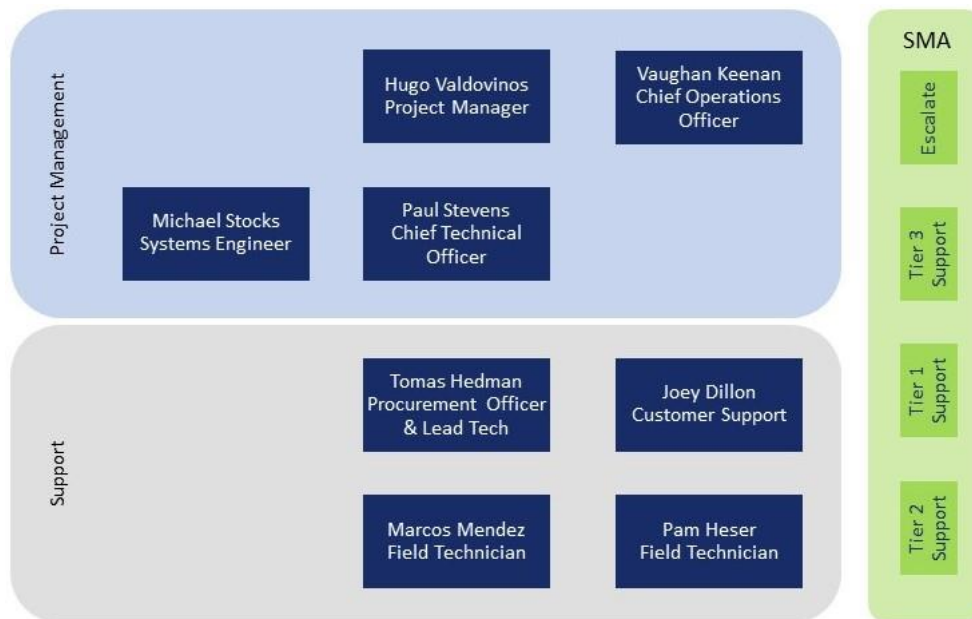 Project Management
Hugo Valdovinos
Project Manager
Vaughan Keenan
Chief Operations
Officer
Michael Stocks
Systems Engineer
Paul Stevens
Chief Technical
Officer
Support
Tomas Hedman
Procurement Officer
& Lead Tech
Joey Dillon
Customer Support
Marcos Mendez
Field Technician
Pam Heser
Field Technician
SMA
Escalate
Tier 3
Support
Tier 1
Support
Tier 2
Support